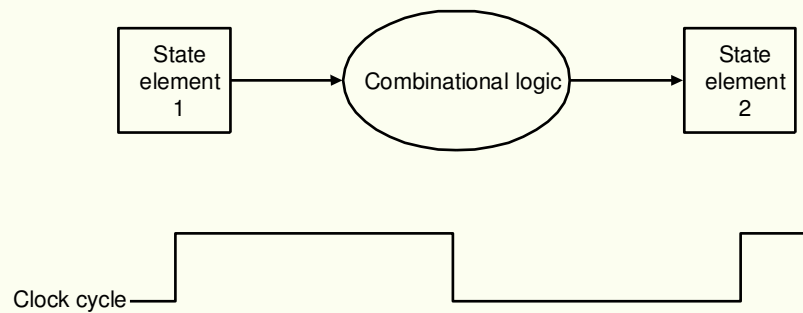 State
element
1
Combinational logic
State
element
2
Clock cycle